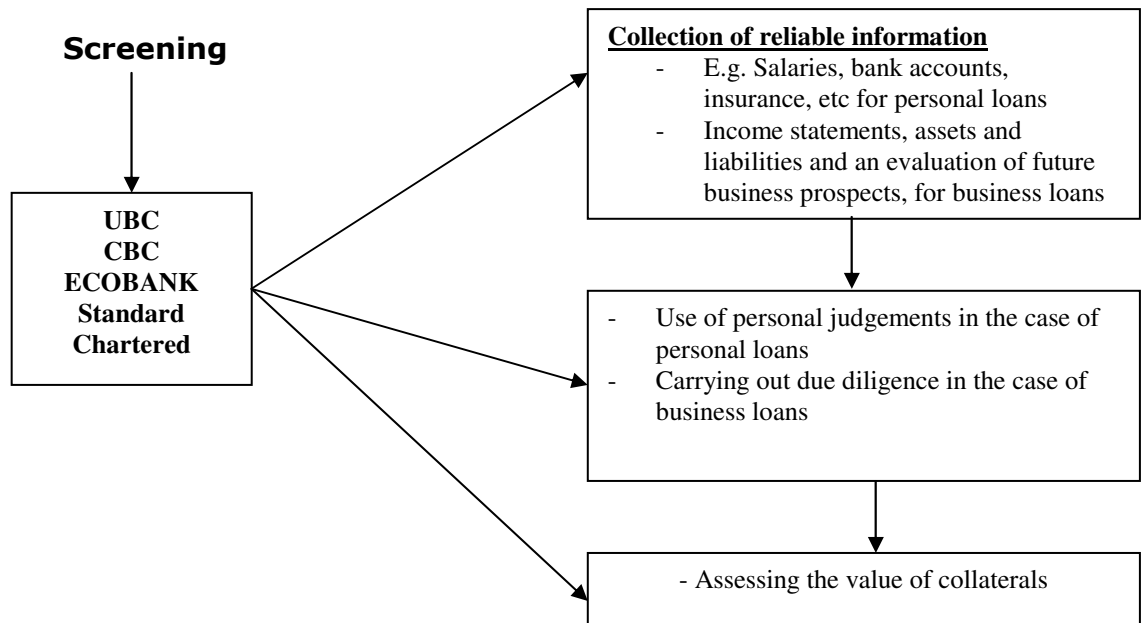 Screening
UBC
CBC
ECOBANK
Standard
Chartered
Collection of reliable information
- E.g. Salaries, bank accounts,
insurance, etc for personal loans
- Income statements, assets and
liabilities and an evaluation of future
business prospects, for business loans
- Use of personal judgements in the case of
personal loans
- Carrying out due diligence in the case of
business loans
- Assessing the value of collaterals